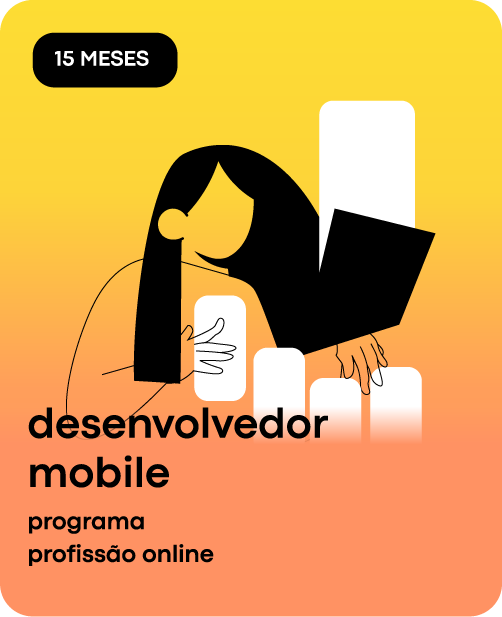 15 MESES
desenvolvedor
mobile
programa
profissão online